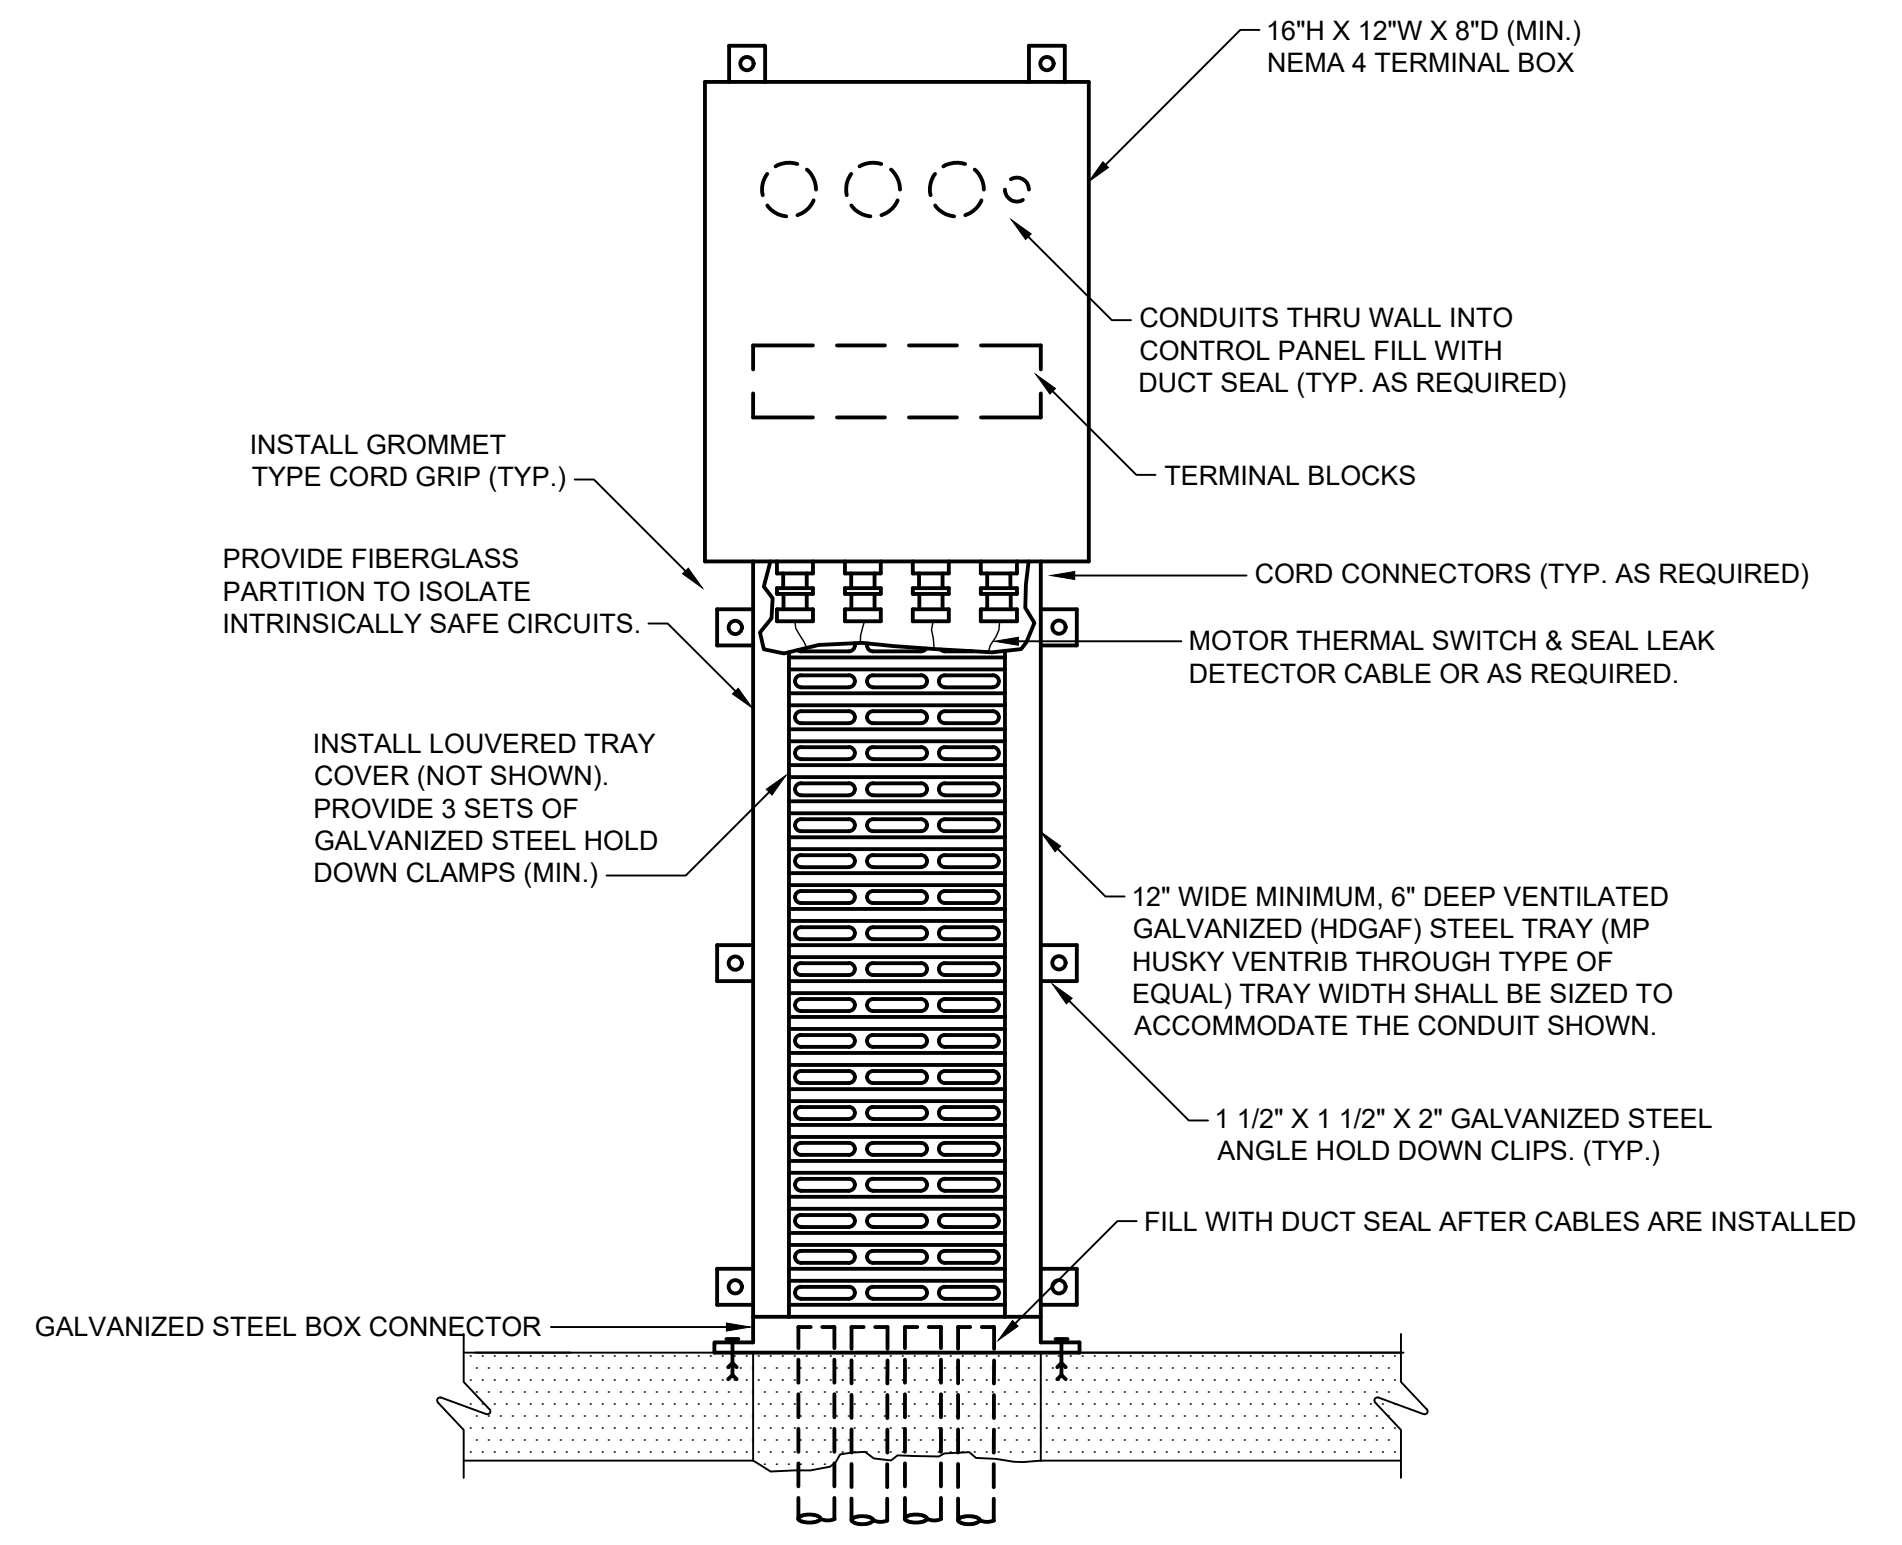 16"H X 12"W X 8"D (MIN.)
NEMA 4 TERMINAL BOX
CONDUITS THRU WALL INTO
CONTROL PANEL FILL WITH
DUCT SEAL (TYP. AS REQUIRED)
INSTALL GROMMET
TYPE CORD GRIP (TYP.)
TERMINAL BLOCKS
PROVIDE FIBERGLASS
PARTITION TO ISOLATE
INTRINSICALLY SAFE CIRCUITS.
CORD CONNECTORS (TYP. AS REQUIRED)
MOTOR THERMAL SWITCH & SEAL LEAK
DETECTOR CABLE OR AS REQUIRED.
INSTALL LOUVERED TRAY
COVER (NOT SHOWN).
PROVIDE 3 SETS OF
GALVANIZED STEEL HOLD
DOWN CLAMPS (MIN.)
12" WIDE MINIMUM, 6" DEEP VENTILATED
GALVANIZED (HDGAF) STEEL TRAY (MP
HUSKY VENTRIB THROUGH TYPE OF
EQUAL) TRAY WIDTH SHALL BE SIZED TO
ACCOMMODATE THE CONDUIT SHOWN.
1 1/2" X 1 1/2" X 2" GALVANIZED STEEL
ANGLE HOLD DOWN CLIPS. (TYP.)
FILL WITH DUCT SEAL AFTER CABLES ARE INSTALLED
GALVANIZED STEEL BOX CONNECTOR